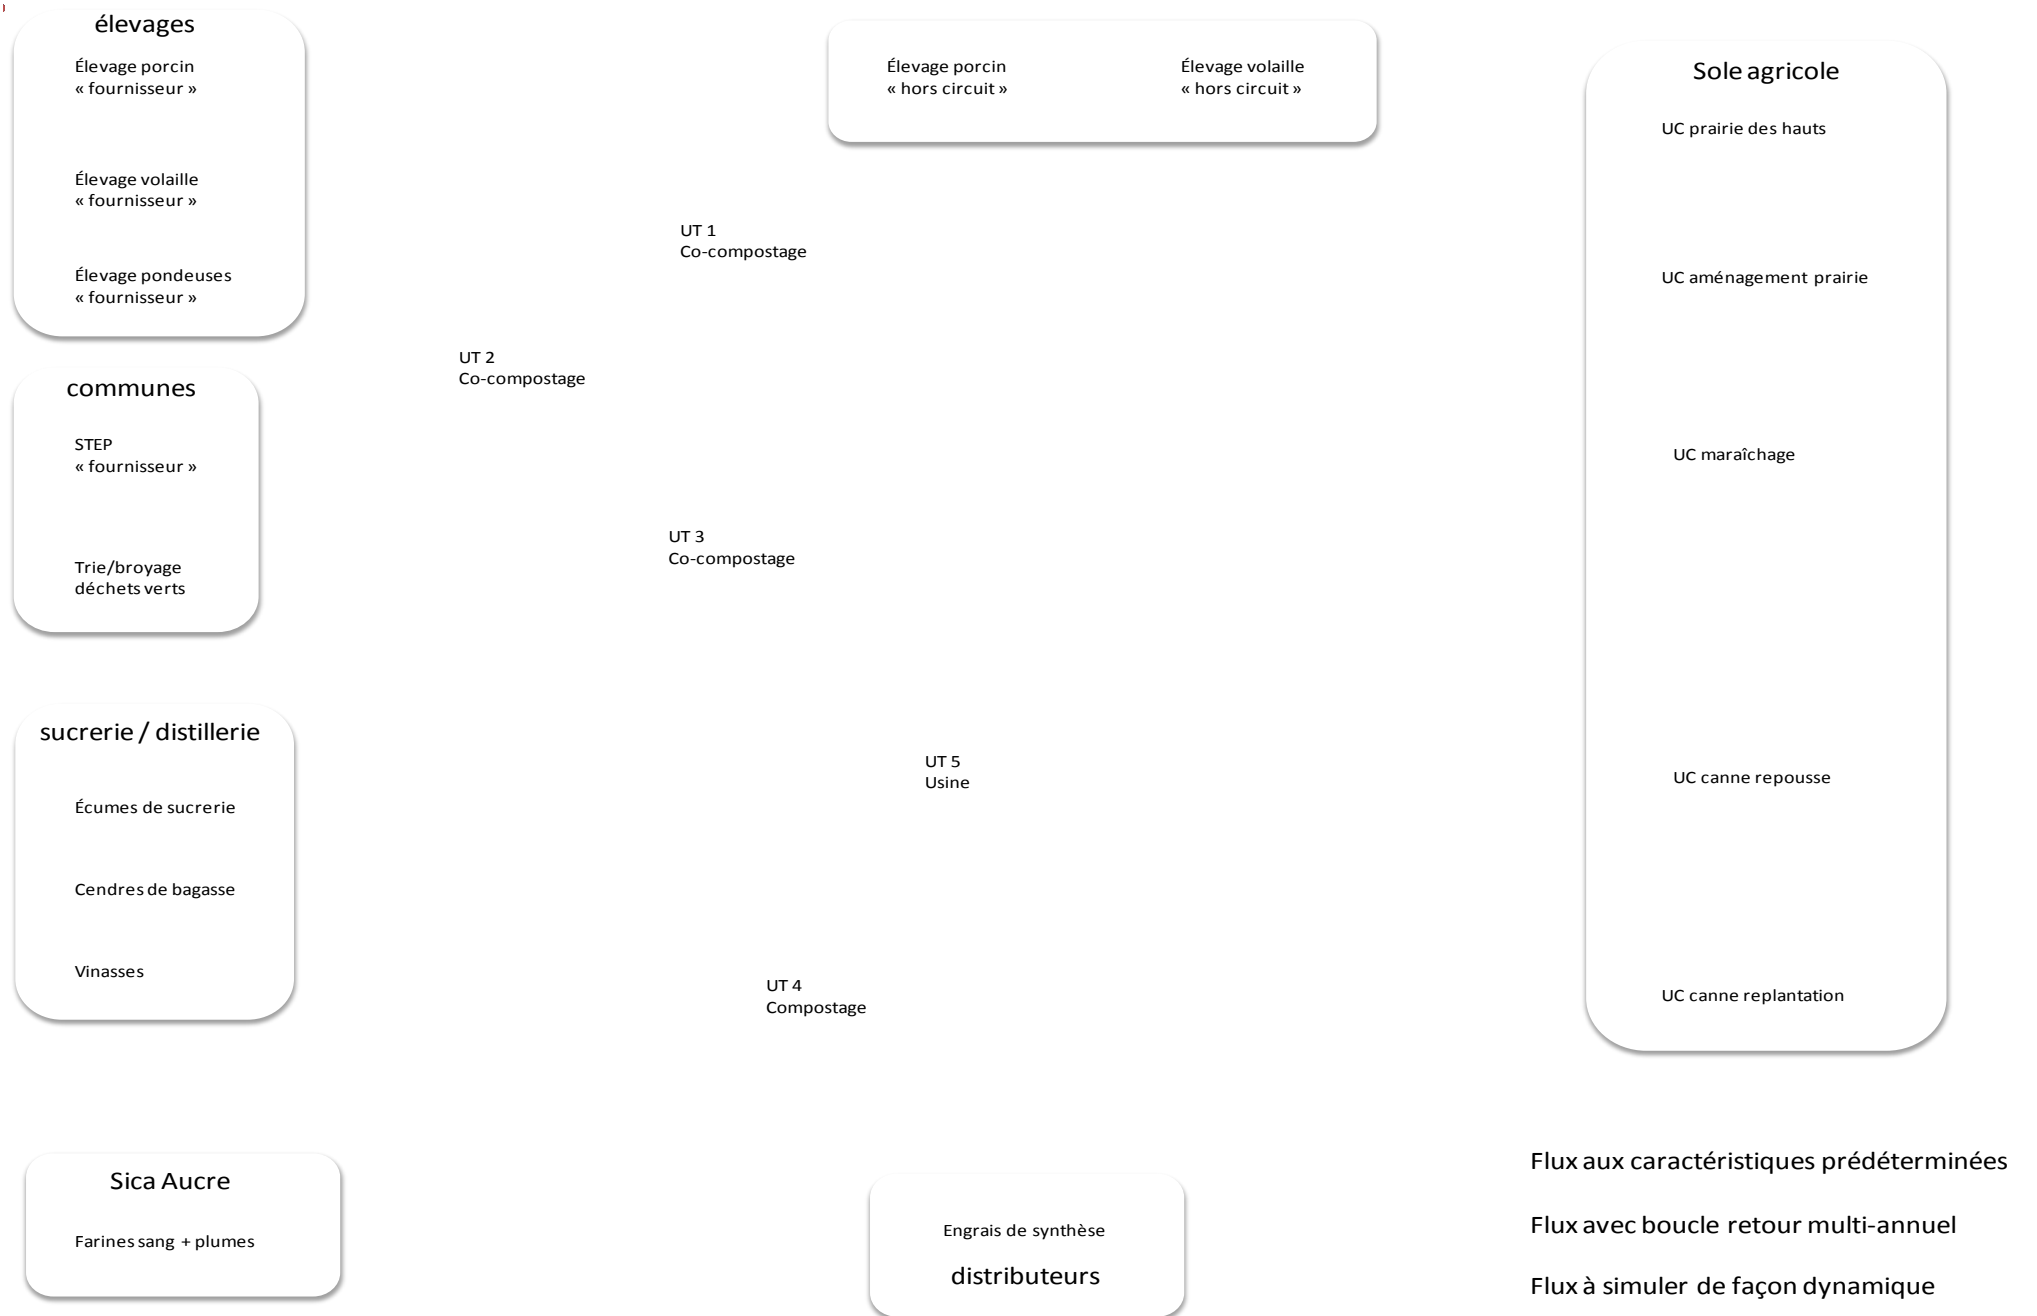 élevages
Élevage porcin
« fournisseur »
Élevage volaille
« fournisseur »
Élevage pondeuses
« fournisseur »
communes
STEP
« fournisseur »
Trie/broyage
déchets verts
sucrerie / distillerie
Écumes de sucrerie
Cendres de bagasse
Vinasses
Sica Aucre
Farines sang + plumes
UT 2
Co-compostage
UT 1
Co-compostage
UT 3
Co-compostage
UT 5
Usine
UT 4
Compostage
Élevage porcin
« hors circuit »
Élevage volaille
« hors circuit »
Engrais de synthèse
distributeurs
Sole agricole
UC prairie des hauts
UC aménagement prairie
UC maraîchage
UC canne repousse
UC canne replantation
Flux aux caractéristiques prédéterminées
Flux avec boucle retour multi-annuel
Flux à simuler de façon dynamique